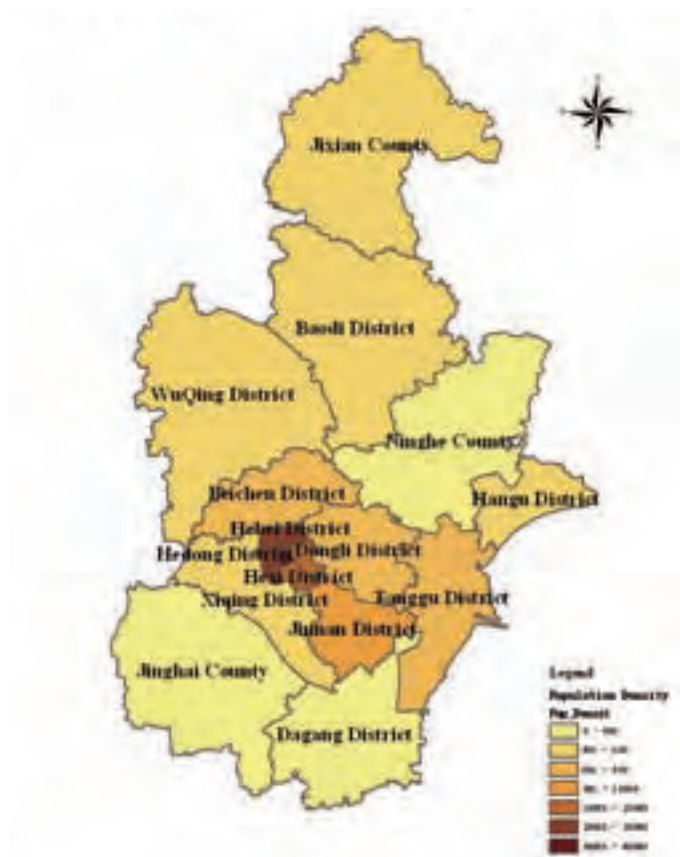 Jixian County
Baodi District
WuQing District
Ninghe County
Beichen District
Hangu District
Hebei District
Hedong District
Dongli District
Hexi District
Xiqing District
Tanggu District
Jinnan District
Jinghai County
Dagang District
Legend
Population Density